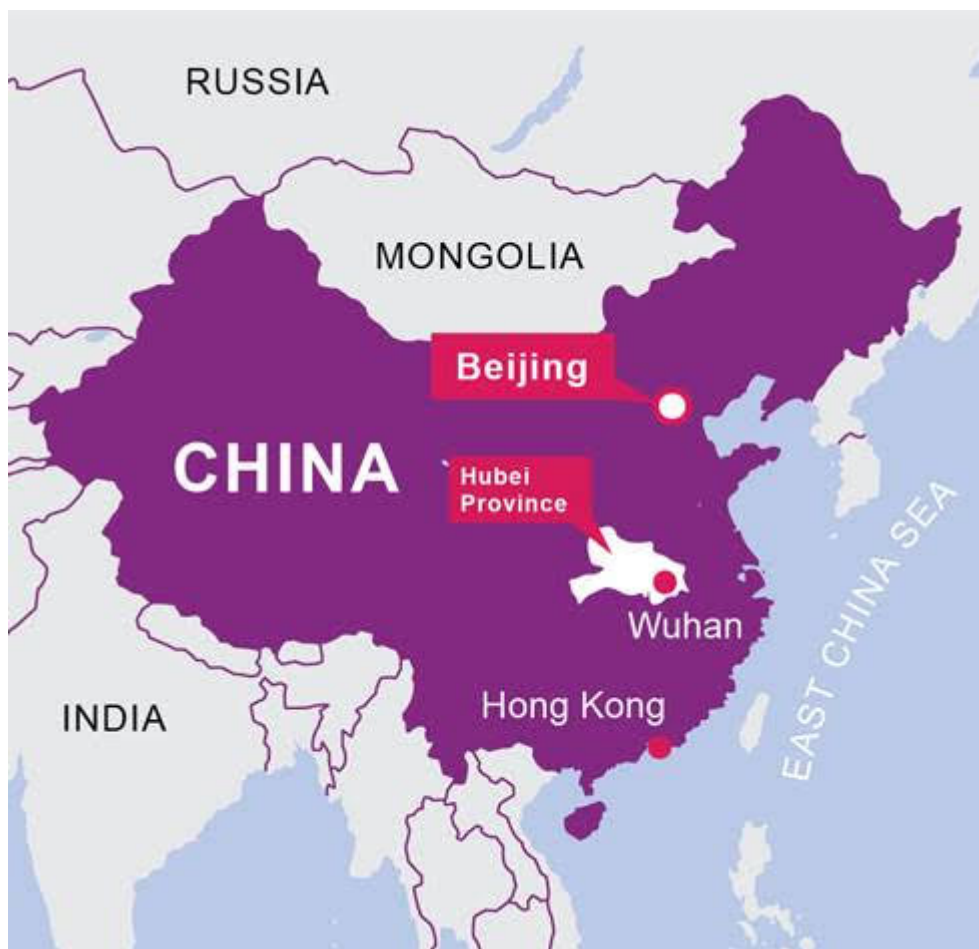 RUSSIA
MONGOLIA
Beijing
CHINA
Hubei
Province
Wuhan
Hong Kong
INDIA
EAST CHINA SEA